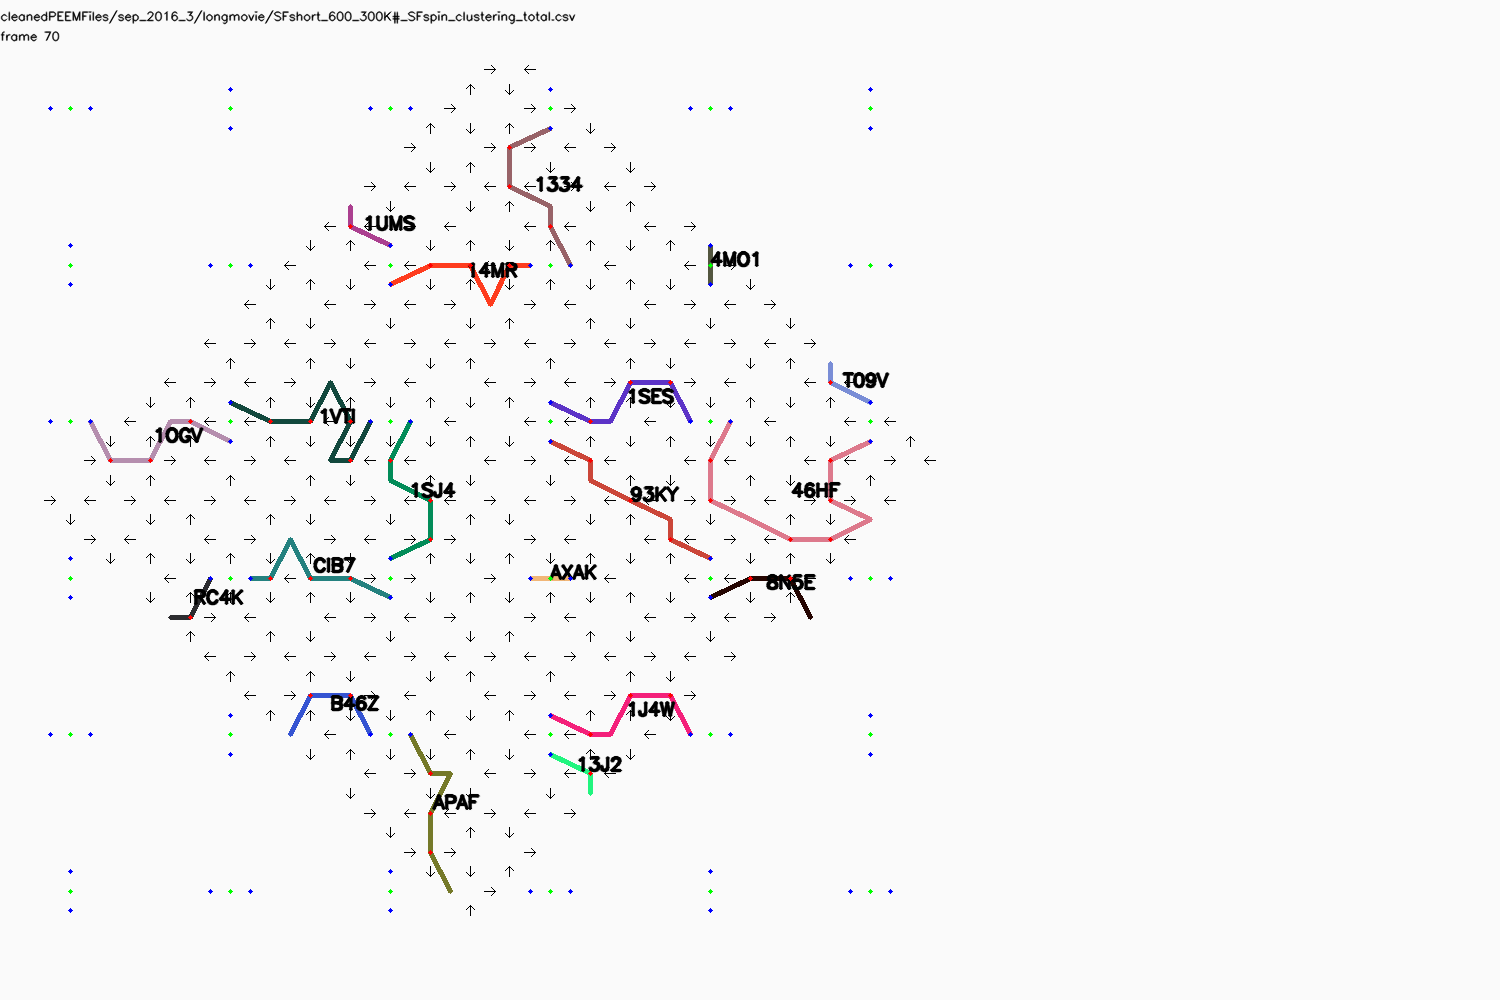 cleanedPEEMFiles/sep_2016_3/longmovie/SFshort_600_300K#_SFspin_clustering_total.csv
frame 70
1334
1UMS
4MO1
14MR
T09V
1SES
1VTI
1OGV
1SJ4
93KY
46HF
CIB7
AXAK
8N5E
RC4K
B46Z
1J4W
13J2
APAF